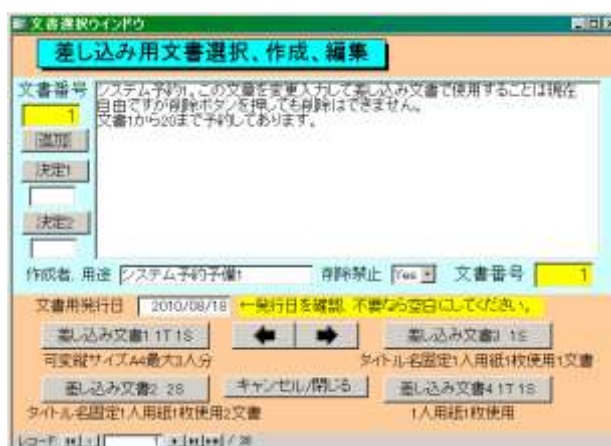 文書選択ウインドウ
差し込み用文書選択、作成、編集
文書番号
システム予約1、この文章を変更入力して差し込み文書で使用することは現在
自由ですが削除ボタンを押しても削除はできません。
文書1から20まで予約してあります。
1
追加
決定1
決定2
作成者、用途 システム予約予備1 削除禁止 Yes 文書番号 1
文書用発行日 2010/08/18 ←発行日を確認、不要なら空白にしてください。
差し込み文書1 1T 1S
差し込み文書3 1S
可変縦サイズA4最大3人分
タイトル名固定1人用紙1枚使用1文書
差し込み文書2 2S
キャンセル/閉じる
差し込み文書4 1T 1S
タイトル名固定1人用紙1枚使用2文書
1人用紙1枚使用
レコード: 1 / 38